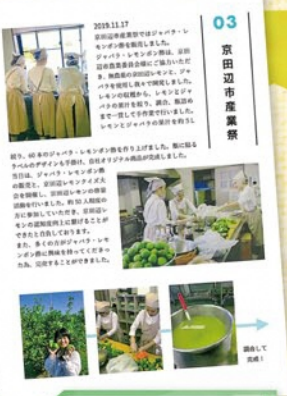 03
京田辺市産業祭
2019.11.17
京田辺市産業祭ではジャバラ・レ
モンポン酢を販売しました。
ジャバラ・レモンポン酢は、京田
辺市農業委員会様にご協力いただ
き、無農薬の京田辺レモンと、ジャ
バラを使用し我々で開発しました。
レモンの収穫から、レモンとジャ
バラの果汁を絞り、調合、瓶詰め
まで一貫して手作業で行いました。
レモンとジャバラの果汁を約5L
絞り、60本のジャバラ・レモンポン酢を作り上げました。瓶に貼る
ラベルのデザインも手掛け、自社オリジナル商品が完成しました。
当日は、ジャバラ・レモンポン酢
の販売と、京田辺レモンクイズ大
会を開催し、京田辺レモンの啓蒙
活動を行いました。約50人程度の
方に参加していただき、京田辺レ
モンの認知度向上に繋げることが
できたと自負しております。
また、多くの方がジャバラ・レモ
ンポン酢に興味を持ってくださっ
た為、完売することができました。
調合して
完成！